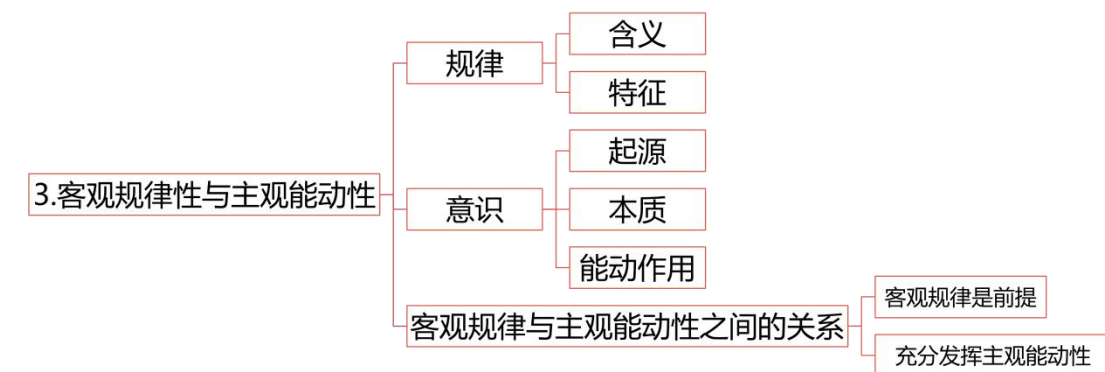 3.客观规律性与主观能动性
规律
含义
特征
意识
起源
本质
能动作用
客观规律与主观能动性之间的关系
客观规律是前提
充分发挥主观能动性